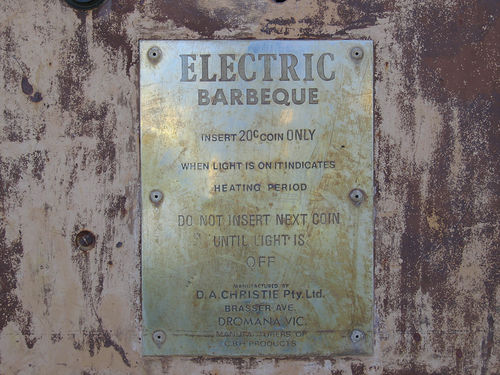 ELECTRIC
BARBEQUE
INSERT 20c COIN ONLY
WHEN LIGHT IS ON IT INDICATES
HEATING PERIOD
DO NOT INSERT NEXT COIN
UNTIL LIGHT IS
OFF
MANUFACTURED BY
D.A. CHRISTIE Pty. Ltd.
BRASSER AVE.
DROMANA VIC.
MANUFACTURERS OF
C.B.H PRODUCTS